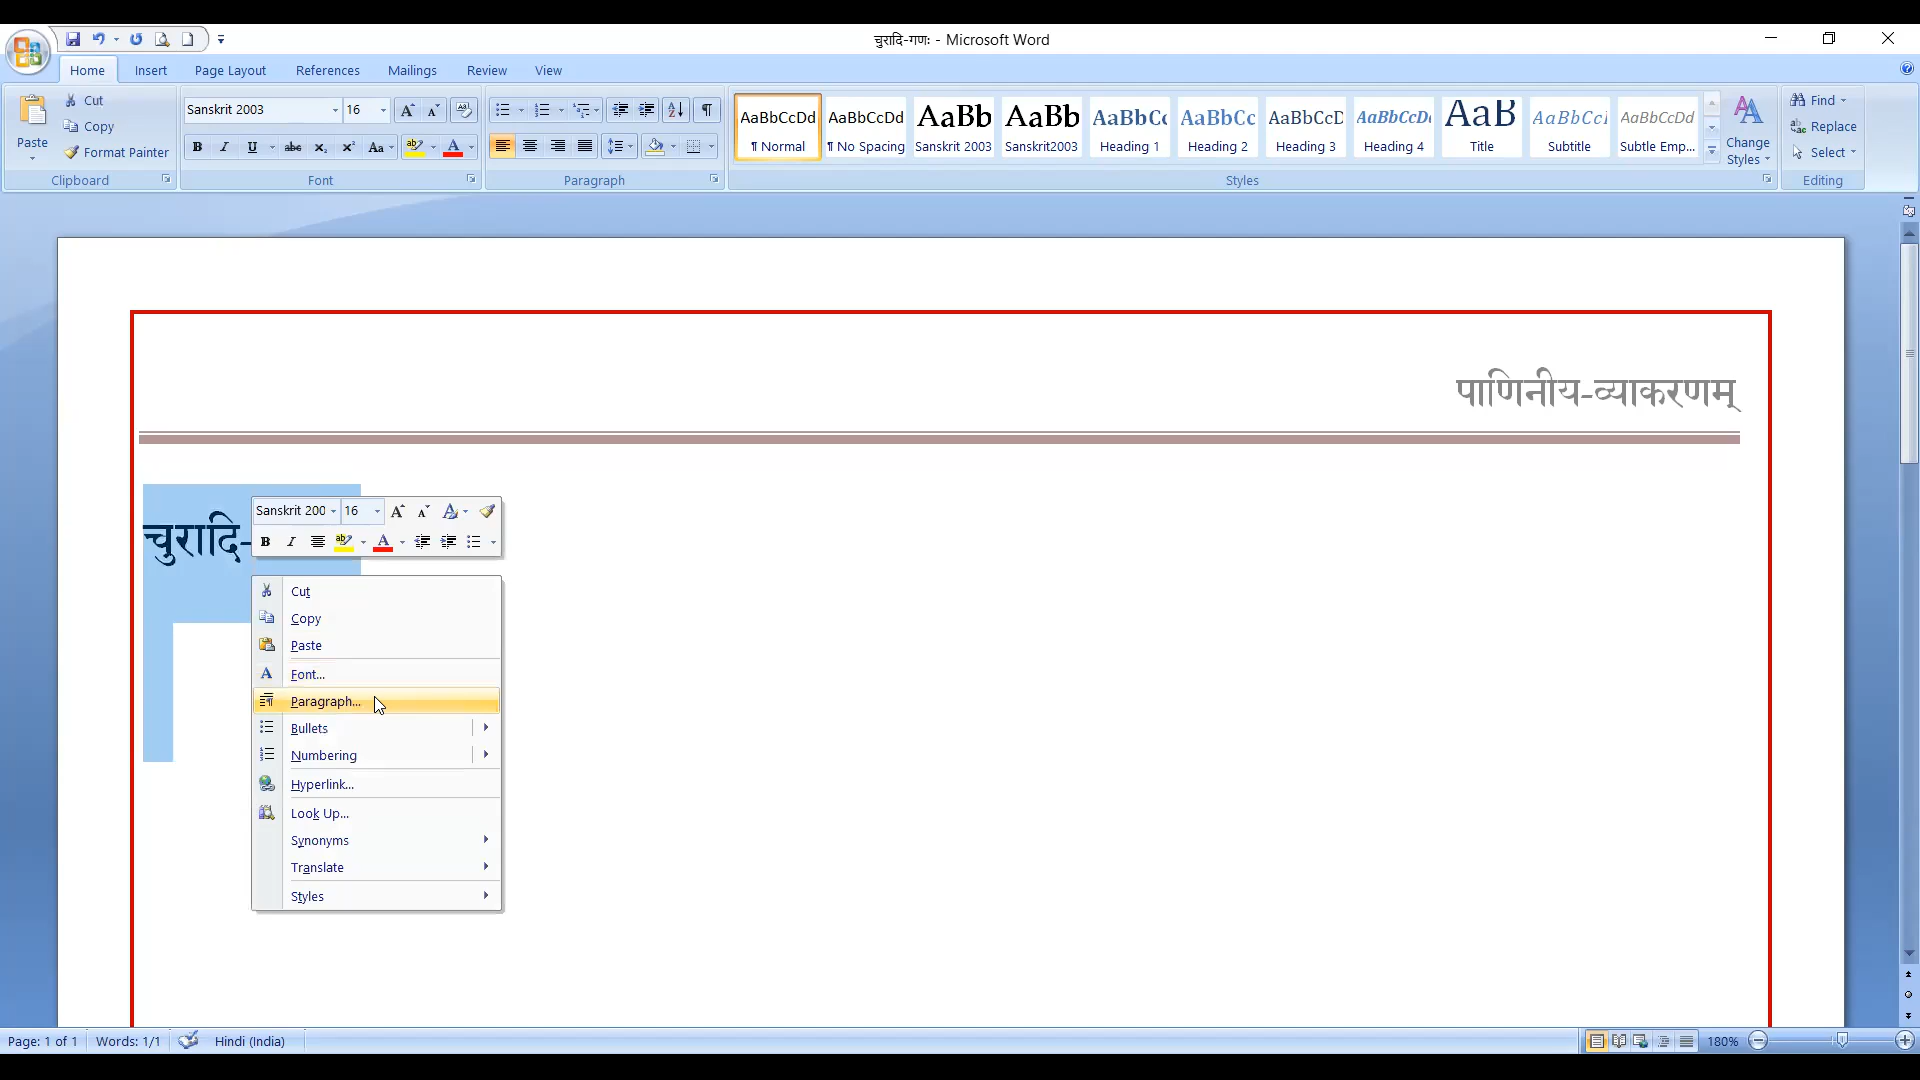 चुरादि-गणः - Microsoft Word
Home Insert Page Layout References Mailings Review View
Paste
Cut
Copy
Format Painter
Clipboard
Sanskrit 2003 16
Font
Paragraph
AaBbCcDd AaBbCcDd AaBb AaBb AaBbCc AaBbCc AaBbCcD AaBbCcDc AaB AaBbCc AaBbCcDd
¶ Normal ¶ No Spacing Sanskrit 2003 Sanskrit2003 Heading 1 Heading 2 Heading 3 Heading 4 Title Subtitle Subtle Emp...
Styles
Change
Styles
Find
Replace
Select
Editing
पाणिनीय-व्याकरणम्
चुरादि-
Sanskrit 200 16
Cut
Copy
Paste
Font...
Paragraph...
Bullets
Numbering
Hyperlink...
Look Up...
Synonyms
Translate
Styles
Page: 1 of 1 Words: 1/1 Hindi (India) 180%